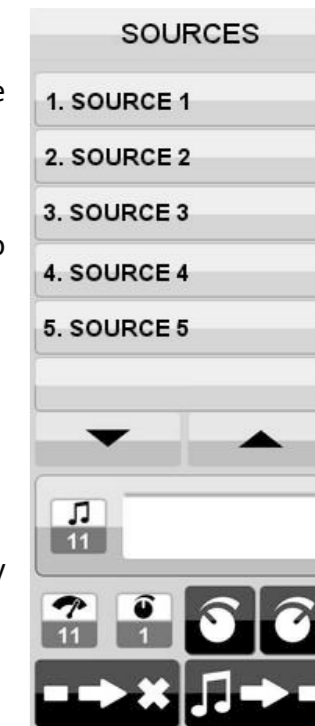 SOURCES
1. SOURCE 1
2. SOURCE 2
3. SOURCE 3
4. SOURCE 4
5. SOURCE 5
11
11
1